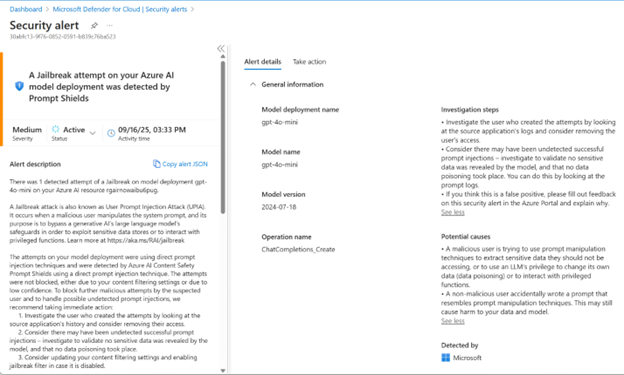 Dashboard > Microsoft Defender for Cloud | Security alerts >
Security alert
...
A Jailbreak attempt on your Azure AI
model deployment was detected by
Prompt Shields
Medium
Severity
Active
Status
09/16/25, 03:33 PM
Activity time
Alert description
Copy alert JSON
There was 1 detected attempt of a Jailbreak on model deployment gpt-
4o-mini on your Azure AI resource
A Jailbreak attack is also known as User Prompt Injection Attack (UPIA).
It occurs when a malicious user manipulates the system prompt, and its
purpose is to bypass a generative AI's large language model's
safeguards in order to exploit sensitive data stores or to interact with
privileged functions. Learn more at https://aka.ms/RAI/jailbreak
The attempts on your model deployment were using direct prompt
injection techniques and were detected by Azure AI Content Safety
Prompt Shields using a direct prompt injection technique. The attempts
were not blocked, either due to your content filtering settings or due to
low confidence. To block further malicious attempts by the suspected
user and to handle possible undetected prompt injections, we
recommend taking immediate action:
1. Investigate the user who created the attempts by looking at the
source application's history and consider removing their access.
2. Consider there may have been undetected successful prompt
injections – investigate to validate no sensitive data was revealed by the
model, and that no data poisoning took place.
3. Consider updating your content filtering settings and enabling
jailbreak filter in case it is disabled.
Alert details
Take action
General information
Model deployment name
gpt-4o-mini
Model name
gpt-4o-mini
Model version
2024-07-18
Operation name
ChatCompletions_Create
Investigation steps
• Investigate the user who created the attempts by looking
at the source application's logs and consider removing the
user's access.
• Consider there may have been undetected successful
prompt injections – investigate to validate no sensitive data
was revealed by the model, and that no data poisoning took
place. You can do this by looking at the prompt logs.
• If you think this is a false positive, please fill out feedback
on this security alert in the Azure Portal and explain why.
See less
Potential causes
• A malicious user is trying to use prompt manipulation
techniques to extract sensitive data they should not be
accessing, or to use an LLM's privilege to change its own
data (data poisoning) or to interact with privileged
functions.
• A non-malicious user accidentally wrote a prompt that
resembles prompt manipulation techniques. This may still
cause harm to your data and model.
See less
Detected by
Microsoft